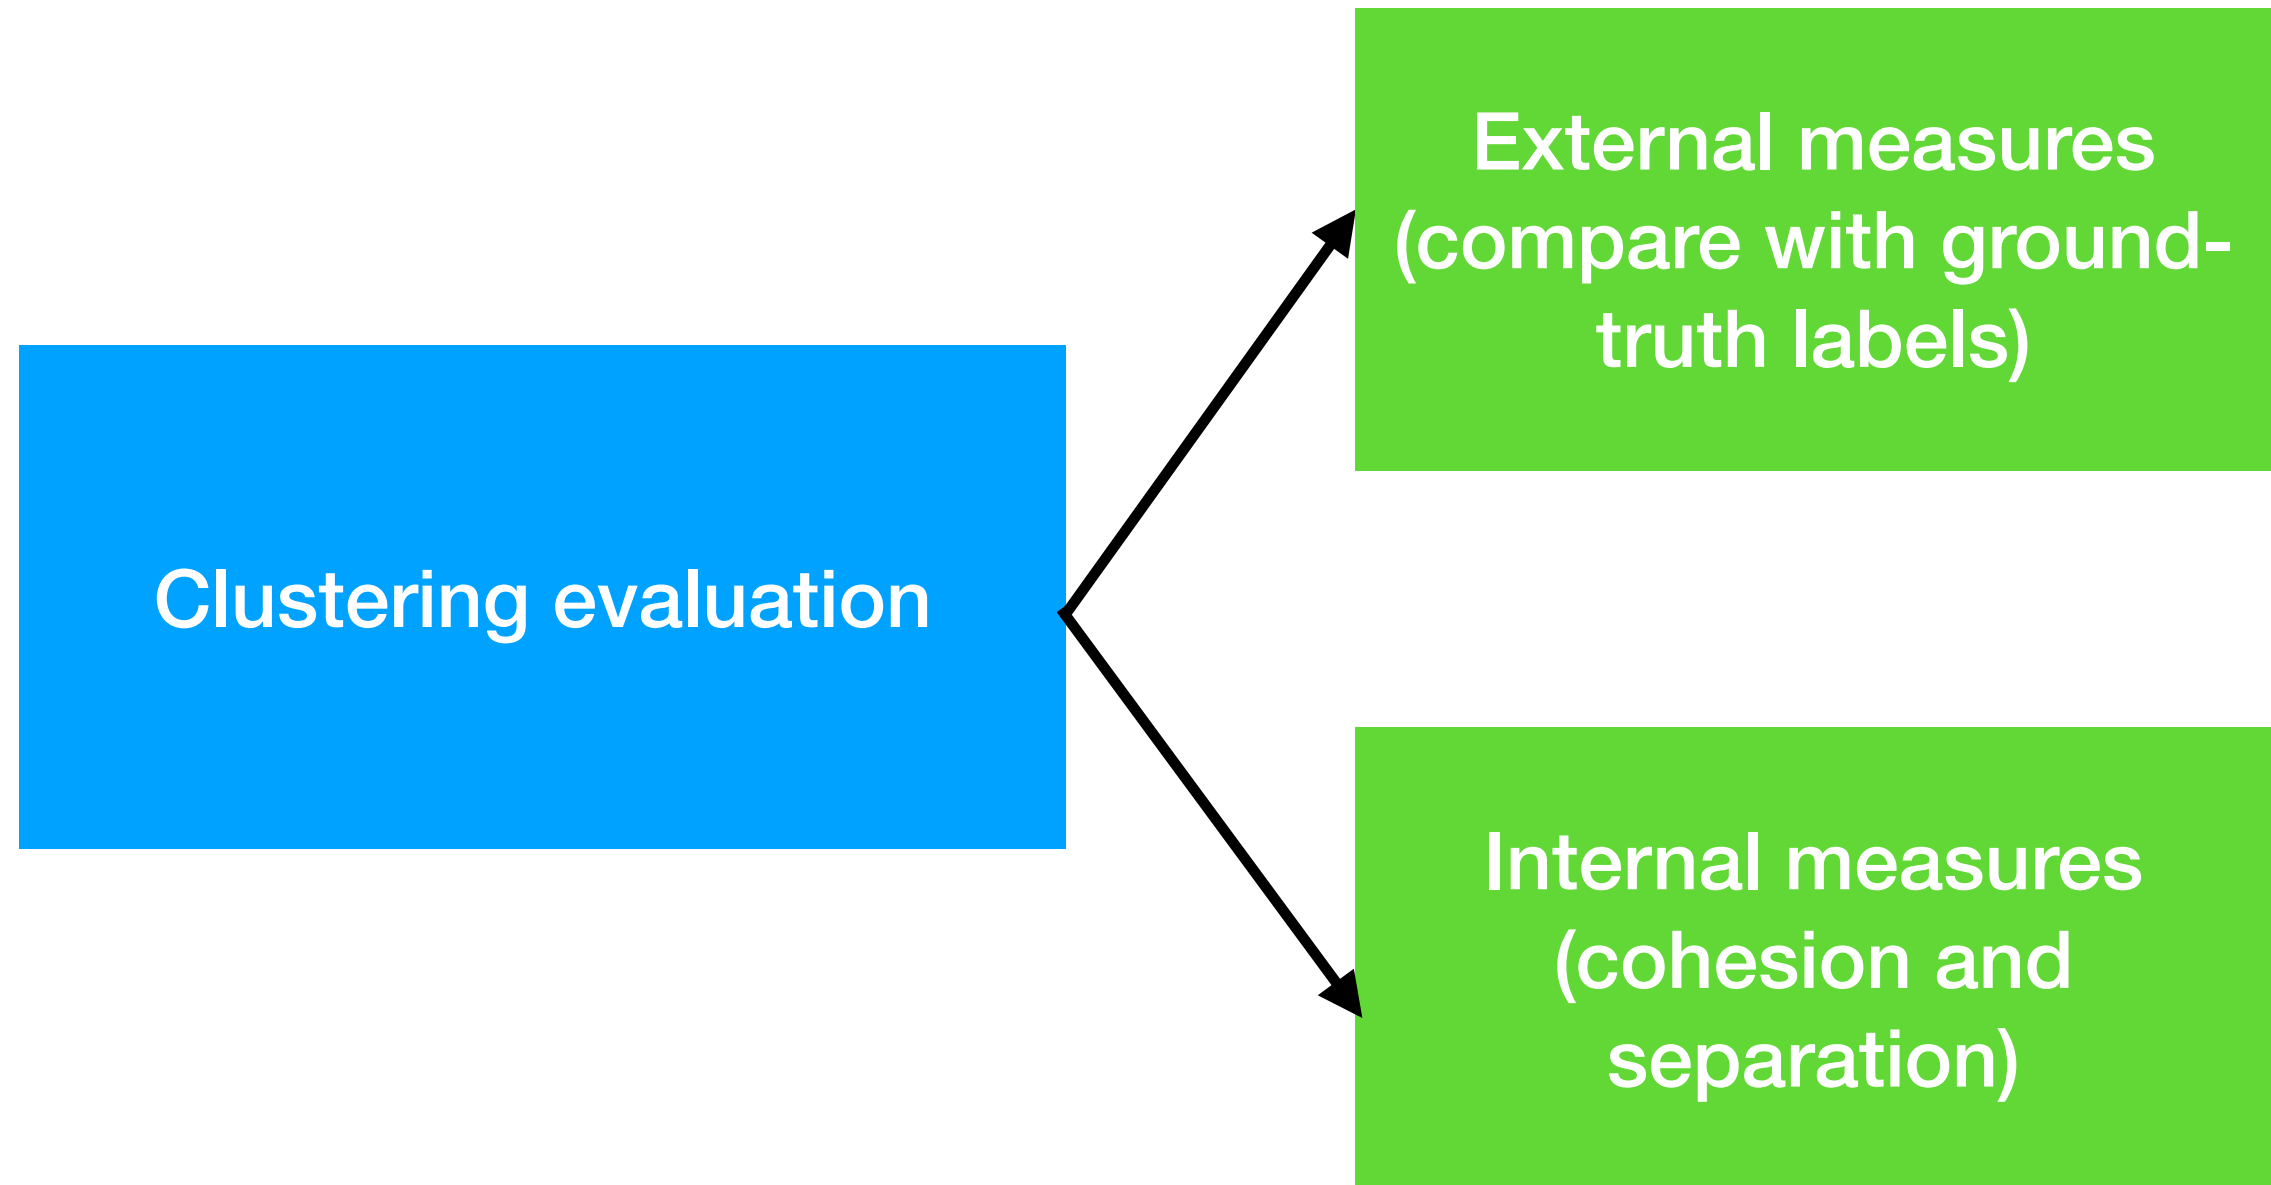 Clustering evaluation
External measures
(compare with ground-
truth labels)
Internal measures
(cohesion and
separation)